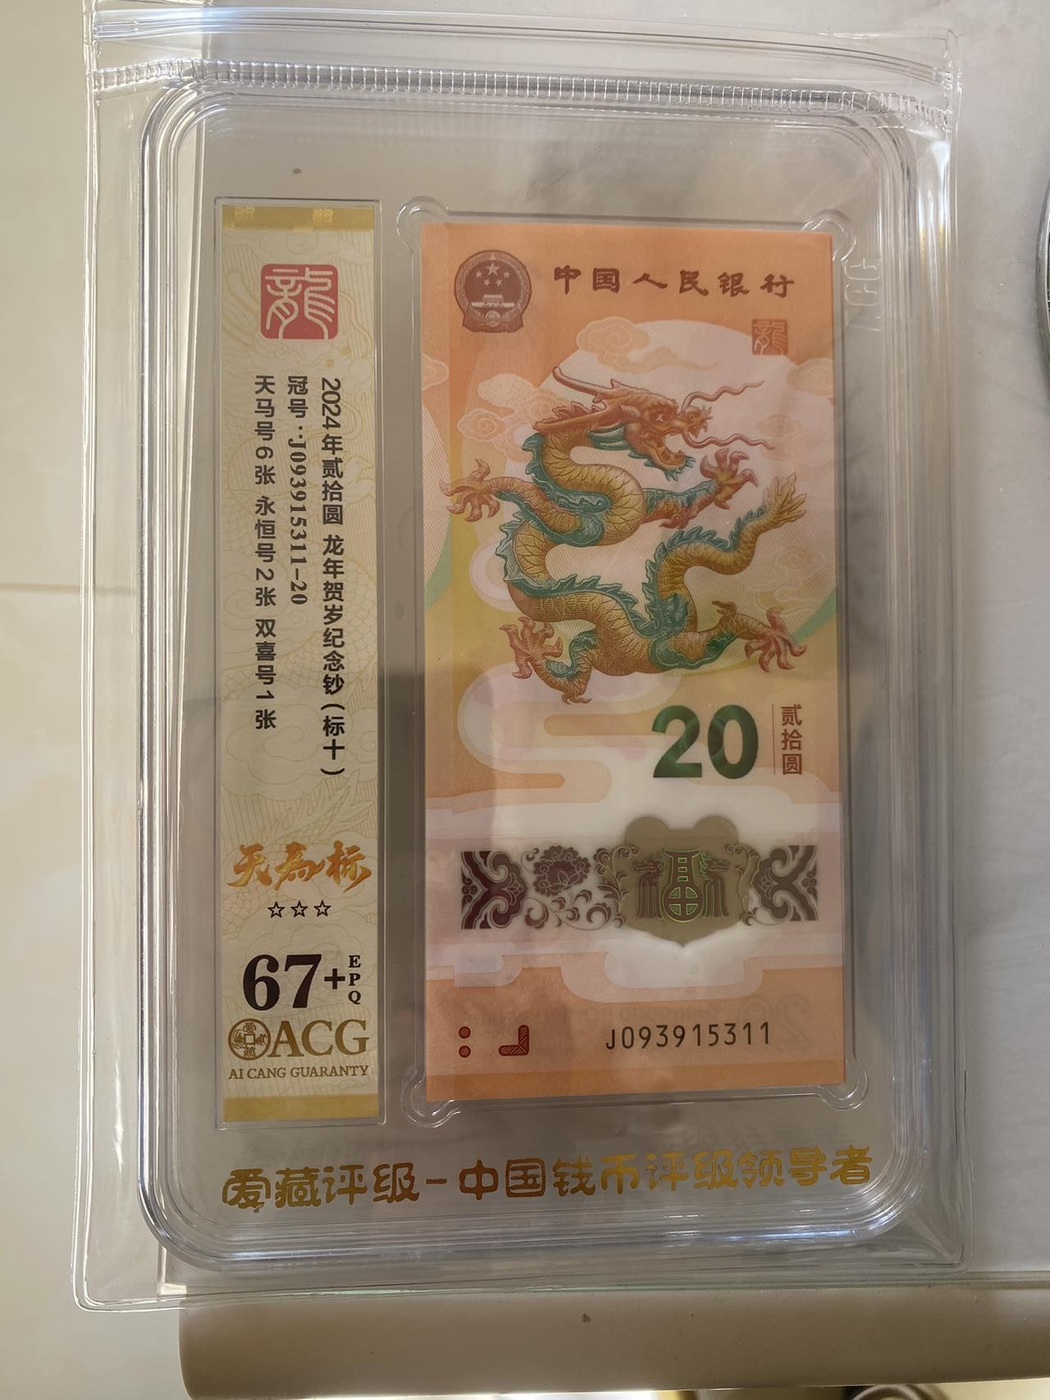 龍
2024年贰拾圆 龙年贺岁纪念钞（标十）
冠号：J093915311-20
天马号6张 永恒号2张 双喜号1张
天马标
☆☆☆
67+EPQ
ACG
AI CANG GUARANTY
中国人民银行
龍
20
贰拾圆
福
J093915311
爱藏评级-中国钱币评级领导者